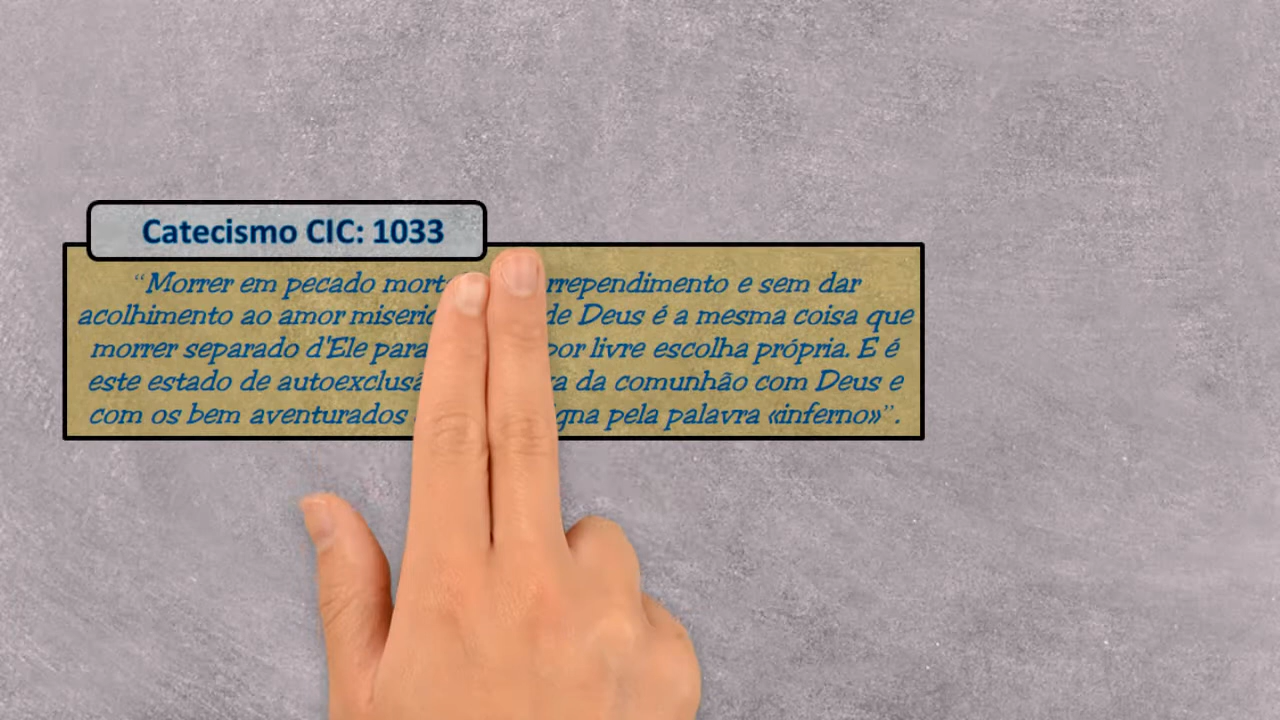 Catecismo CIC: 1033
“Morrer em pecado rrependimento e sem dar
acolhimento ao amor de Deus é a mesma coisa que
morrer separado d'Ele para por livre escolha própria. E é
este estado de da comunhão com Deus e
com os bem aventurados pela palavra «inferno»”.